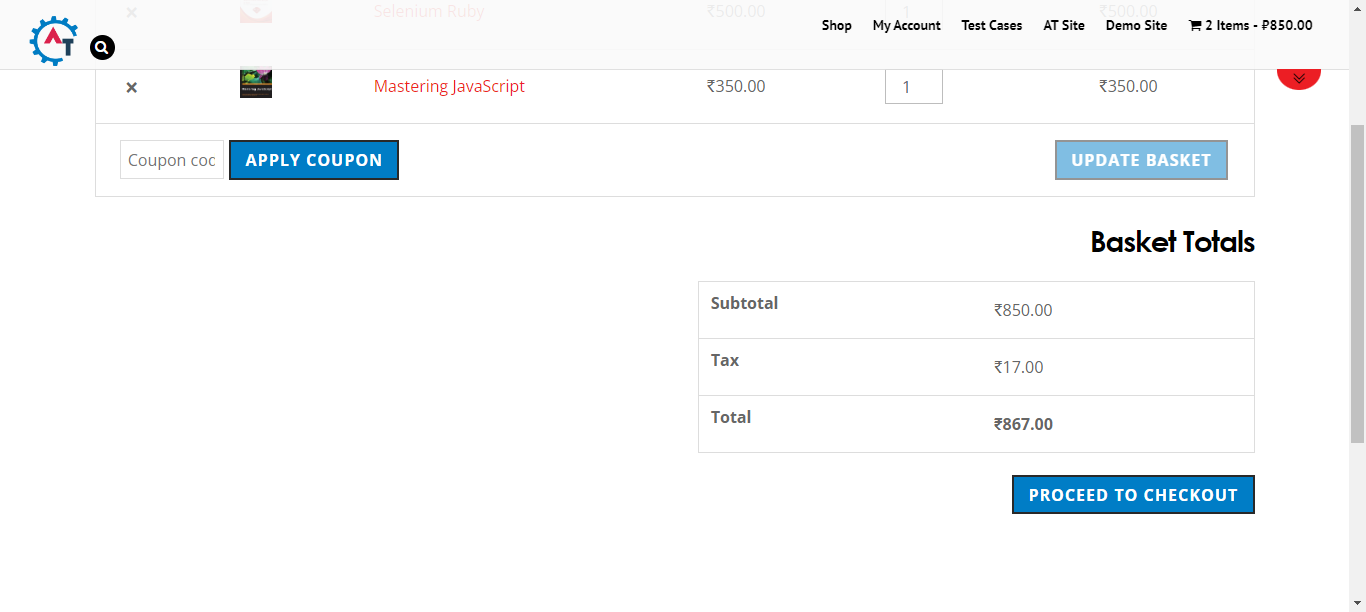 Selenium Ruby ₹500.00 1 ₹500.00
Shop My Account Test Cases AT Site Demo Site 2 Items - ₹850.00
AT
× Mastering JavaScript ₹350.00 1 ₹350.00
Coupon coc APPLY COUPON UPDATE BASKET
Basket Totals
Subtotal ₹850.00
Tax ₹17.00
Total ₹867.00
PROCEED TO CHECKOUT